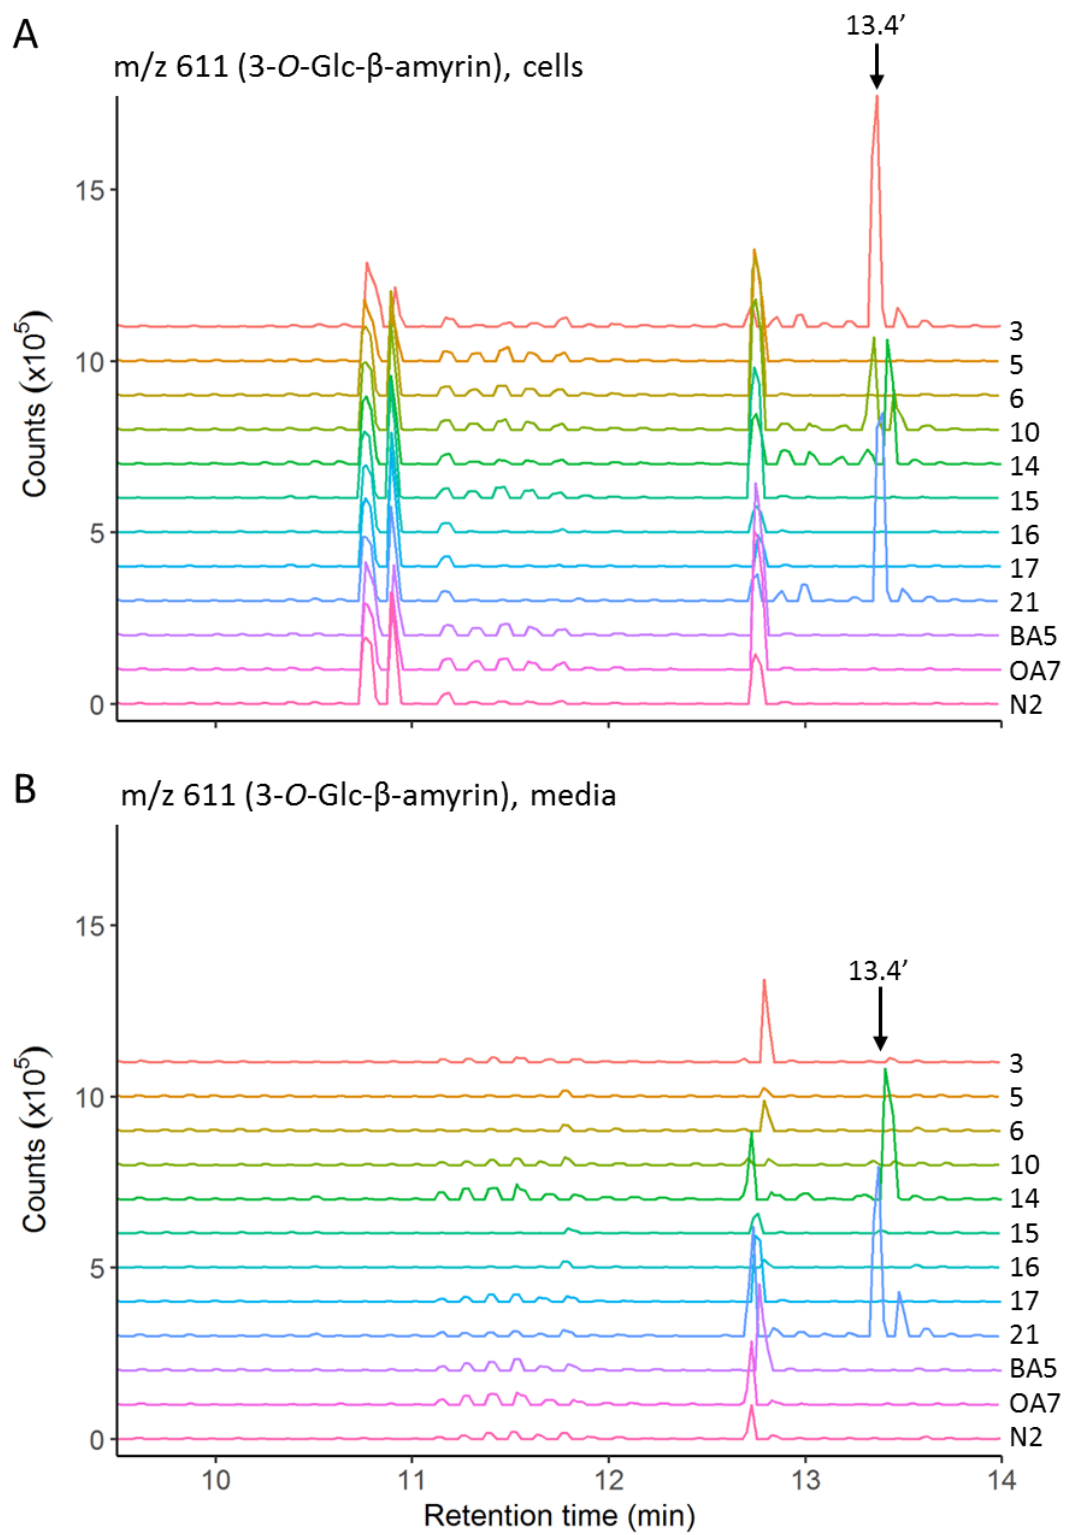 A
13.4’
m/z 611 (3-O-Glc-β-amyrin), cells
Counts (x10⁵)
15
10
5
0
3
5
6
10
14
15
16
17
21
BA5
OA7
N2
B
m/z 611 (3-O-Glc-β-amyrin), media
13.4’
Counts (x10⁵)
15
10
5
0
3
5
6
10
14
15
16
17
21
BA5
OA7
N2
10 11 12 13 14
Retention time (min)